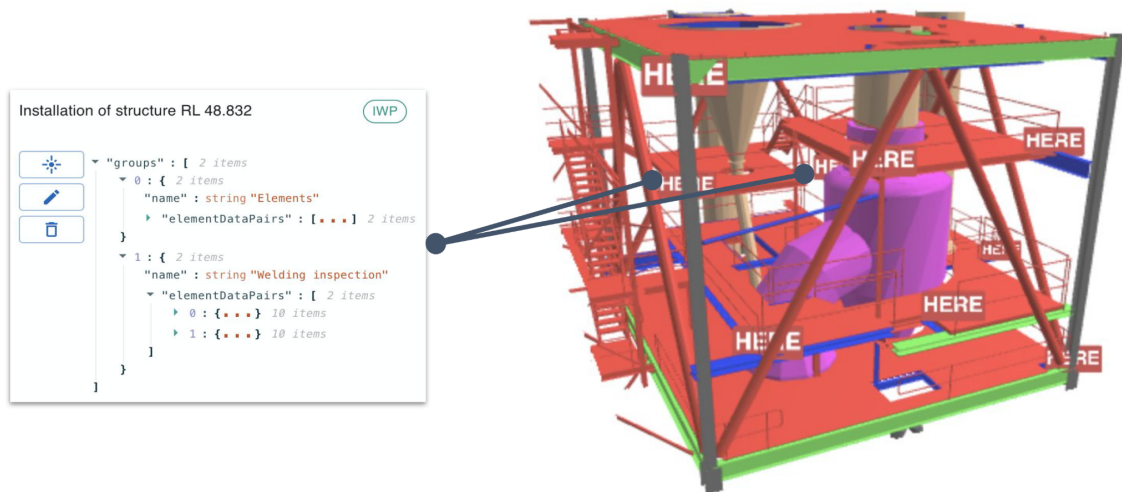 Installation of structure RL 48.832
IWP
"groups" : [ 2 items
0 : { 2 items
"name" : string "Elements"
"elementDataPairs" : [...] 2 items
}
1 : { 2 items
"name" : string "Welding inspection"
"elementDataPairs" : [ 2 items
0 : {...} 10 items
1 : {...} 10 items
]
}
]
HERE
HERE
HERE
HERE
HERE
HERE
HERE
HERE